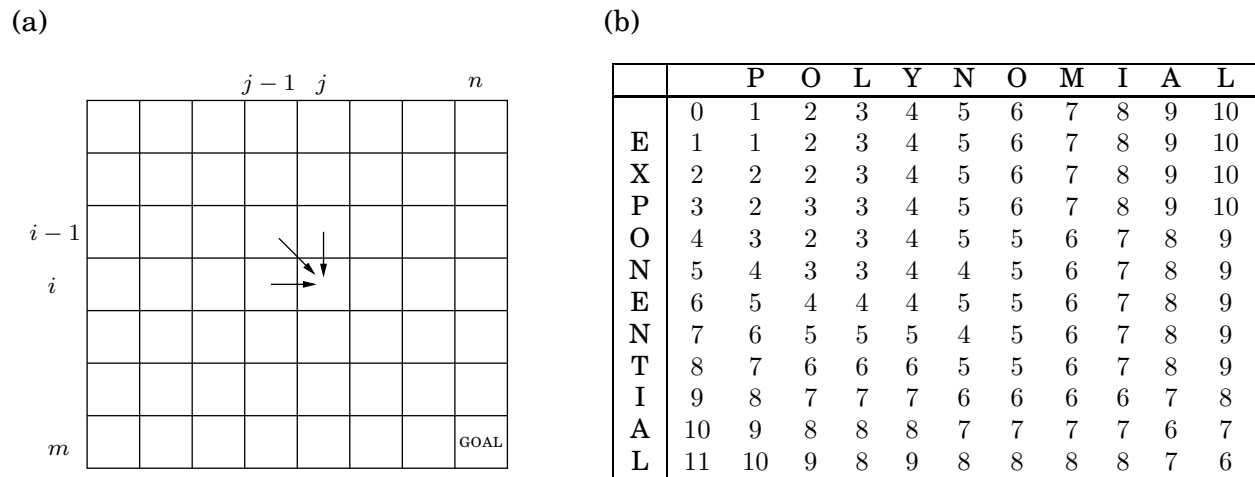 (a)
j − 1 j n
i − 1
i
m
GOAL
(b)
P O L Y N O M I A L
0 1 2 3 4 5 6 7 8 9 10
E 1 1 2 3 4 5 6 7 8 9 10
X 2 2 2 3 4 5 6 7 8 9 10
P 3 2 3 3 4 5 6 7 8 9 10
O 4 3 2 3 4 5 5 6 7 8 9
N 5 4 3 3 4 4 5 6 7 8 9
E 6 5 4 4 4 5 5 6 7 8 9
N 7 6 5 5 5 4 5 6 7 8 9
T 8 7 6 6 6 5 5 6 7 8 9
I 9 8 7 7 7 6 6 6 6 7 8
A 10 9 8 8 8 7 7 7 7 6 7
L 11 10 9 8 9 8 8 8 8 7 6